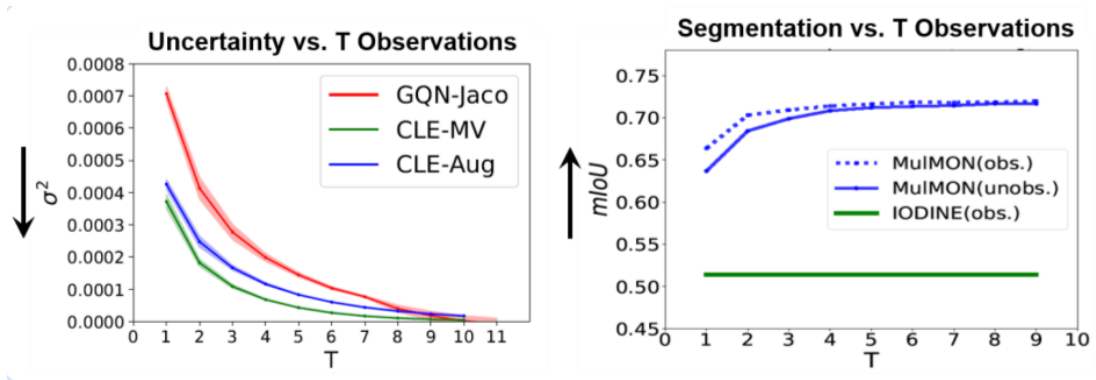 Uncertainty vs. T Observations
0.0008
0.0007
0.0006
0.0005
0.0004
0.0003
0.0002
0.0001
0.0000
σ²
GQN-Jaco
CLE-MV
CLE-Aug
0 1 2 3 4 5 6 7 8 9 10 11
T
Segmentation vs. T Observations
0.75
0.70
0.65
0.60
0.55
0.50
0.45
mIoU
MulMON(obs.)
MulMON(unobs.)
IODINE(obs.)
0 1 2 3 4 5 6 7 8 9 10
T